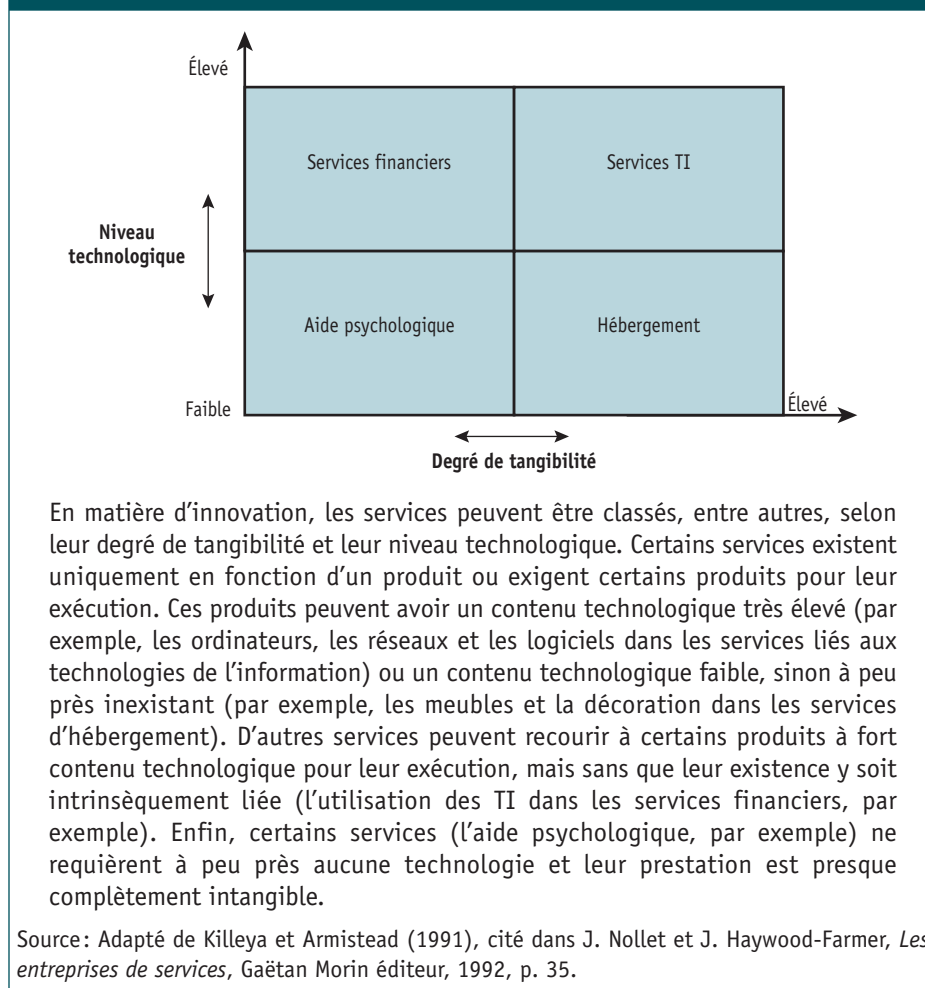 Élevé
Services financiers
Services TI
Niveau
technologique
Aide psychologique
Hébergement
Faible
Élevé
Degré de tangibilité
En matière d'innovation, les services peuvent être classés, entre autres, selon
leur degré de tangibilité et leur niveau technologique. Certains services existent
uniquement en fonction d'un produit ou exigent certains produits pour leur
exécution. Ces produits peuvent avoir un contenu technologique très élevé (par
exemple, les ordinateurs, les réseaux et les logiciels dans les services liés aux
technologies de l'information) ou un contenu technologique faible, sinon à peu
près inexistant (par exemple, les meubles et la décoration dans les services
d'hébergement). D'autres services peuvent recourir à certains produits à fort
contenu technologique pour leur exécution, mais sans que leur existence y soit
intrinsèquement liée (l'utilisation des TI dans les services financiers, par
exemple). Enfin, certains services (l'aide psychologique, par exemple) ne
requièrent à peu près aucune technologie et leur prestation est presque
complètement intangible.
Source: Adapté de Killeya et Armistead (1991), cité dans J. Nollet et J. Haywood-Farmer, Les
entreprises de services, Gaëtan Morin éditeur, 1992, p. 35.